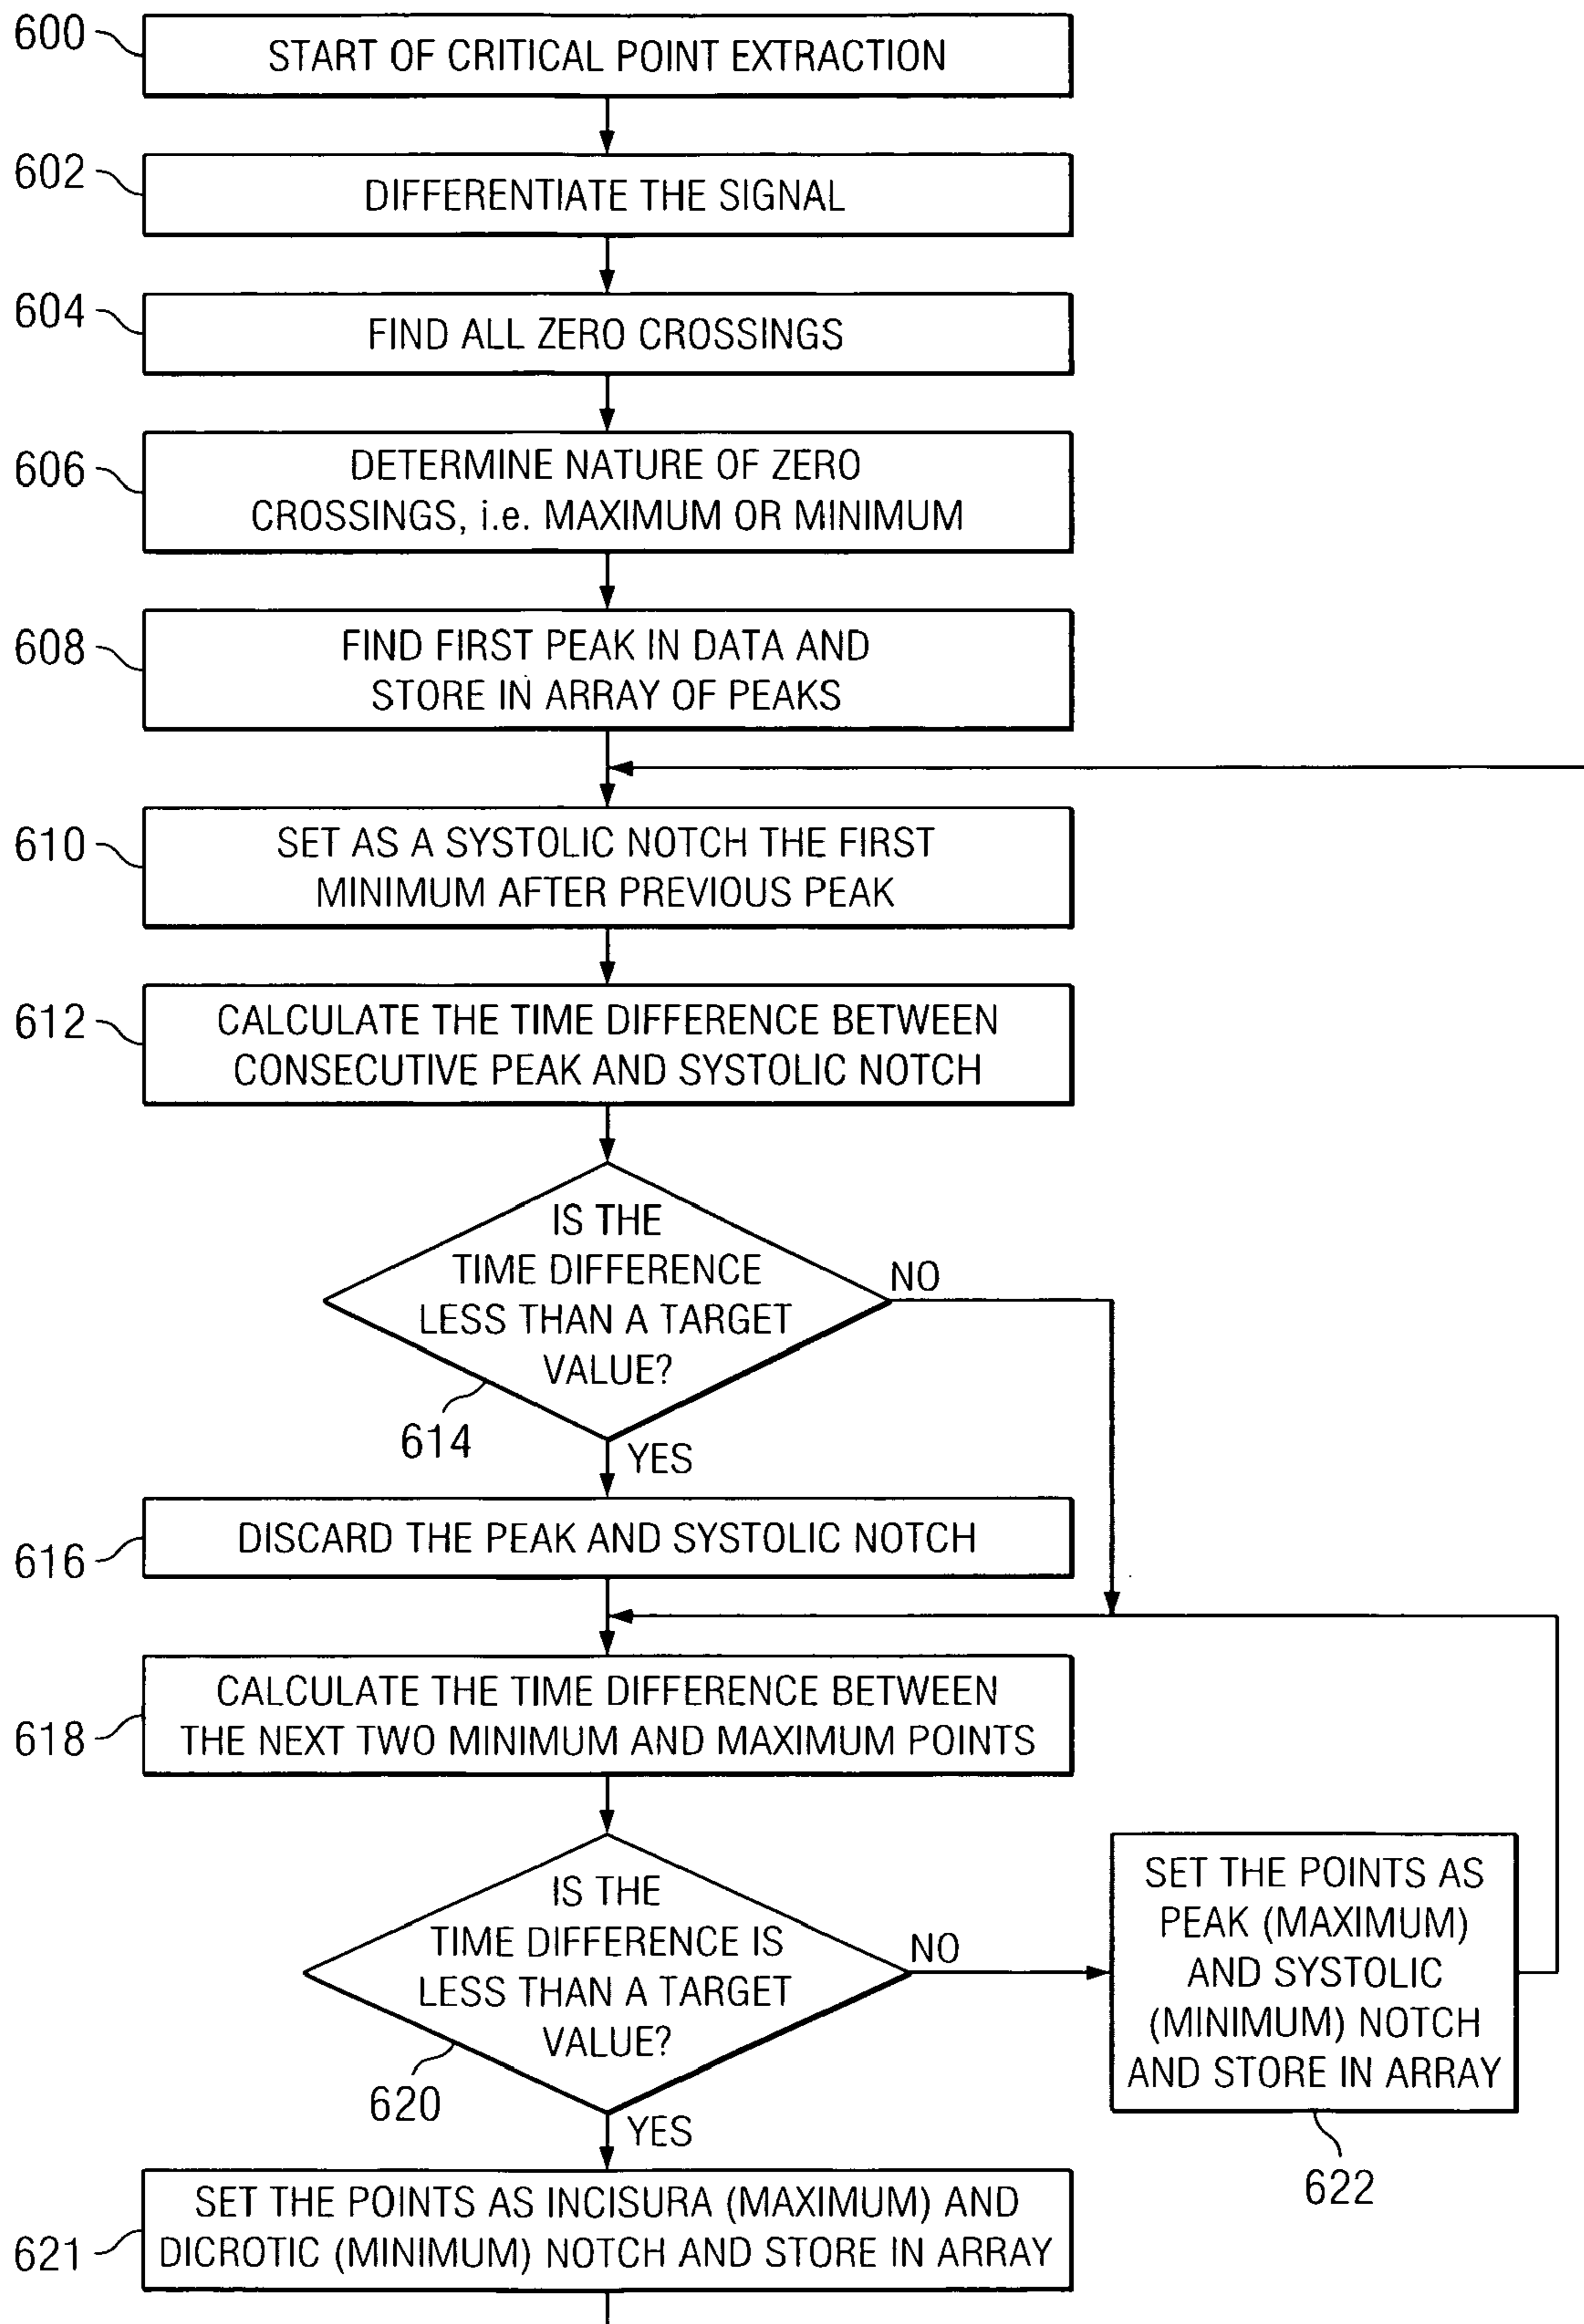 600
START OF CRITICAL POINT EXTRACTION
602
DIFFERENTIATE THE SIGNAL
604
FIND ALL ZERO CROSSINGS
606
DETERMINE NATURE OF ZERO
CROSSINGS, i.e. MAXIMUM OR MINIMUM
608
FIND FIRST PEAK IN DATA AND
STORE IN ARRAY OF PEAKS
610
SET AS A SYSTOLIC NOTCH THE FIRST
MINIMUM AFTER PREVIOUS PEAK
612
CALCULATE THE TIME DIFFERENCE BETWEEN
CONSECUTIVE PEAK AND SYSTOLIC NOTCH
IS THE
TIME DIFFERENCE
LESS THAN A TARGET
VALUE?
NO
614
YES
616
DISCARD THE PEAK AND SYSTOLIC NOTCH
618
CALCULATE THE TIME DIFFERENCE BETWEEN
THE NEXT TWO MINIMUM AND MAXIMUM POINTS
IS THE
TIME DIFFERENCE IS
LESS THAN A TARGET
VALUE?
NO
620
YES
SET THE POINTS AS
PEAK (MAXIMUM)
AND SYSTOLIC
(MINIMUM) NOTCH
AND STORE IN ARRAY
622
621
SET THE POINTS AS INCISURA (MAXIMUM) AND
DICROTIC (MINIMUM) NOTCH AND STORE IN ARRAY